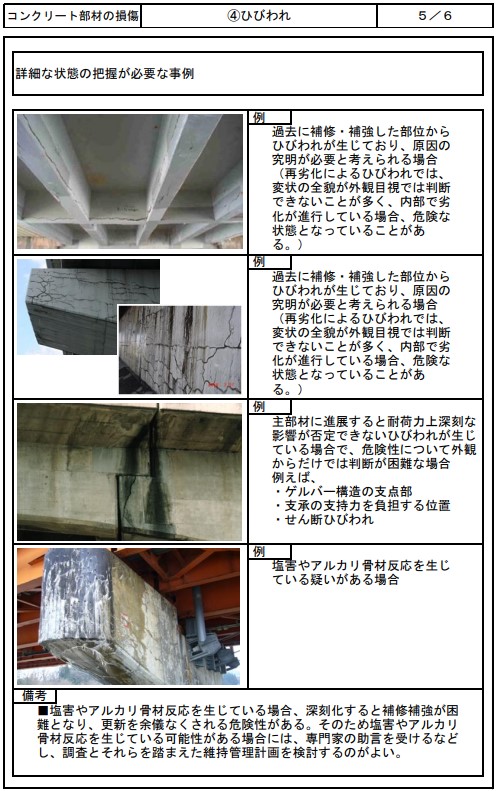 コンクリート部材の損傷 ④ひびわれ 5/6
詳細な状態の把握が必要な事例
例
過去に補修・補強した部位から
ひびわれが生じており、原因の
究明が必要と考えられる場合
(再劣化によるひびわれでは、
変状の全貌が外観目視では判断
できないことが多く、内部で劣
化が進行している場合、危険な
状態となっていることがあ
る。)
例
過去に補修・補強した部位から
ひびわれが生じており、原因の
究明が必要と考えられる場合
(再劣化によるひびわれでは、
変状の全貌が外観目視では判断
できないことが多く、内部で劣
化が進行している場合、危険な
状態となっていることがあ
る。)
例
主部材に進展すると耐荷力上深刻な
影響が否定できないひびわれが生じ
ている場合で、危険性について外観
からだけでは判断が困難な場合
例えば、
・ゲルバー構造の支点部
・支承の支持力を負担する位置
・せん断ひびわれ
例
塩害やアルカリ骨材反応を生じ
ている疑いがある場合
備考
■塩害やアルカリ骨材反応を生じている場合、深刻化すると補修補強が困
難となり、更新を余儀なくされる危険性がある。そのため塩害やアルカリ
骨材反応を生じている可能性がある場合には、専門家の助言を受けるなど
し、調査とそれらを踏まえた維持管理計画を検討するのがよい。